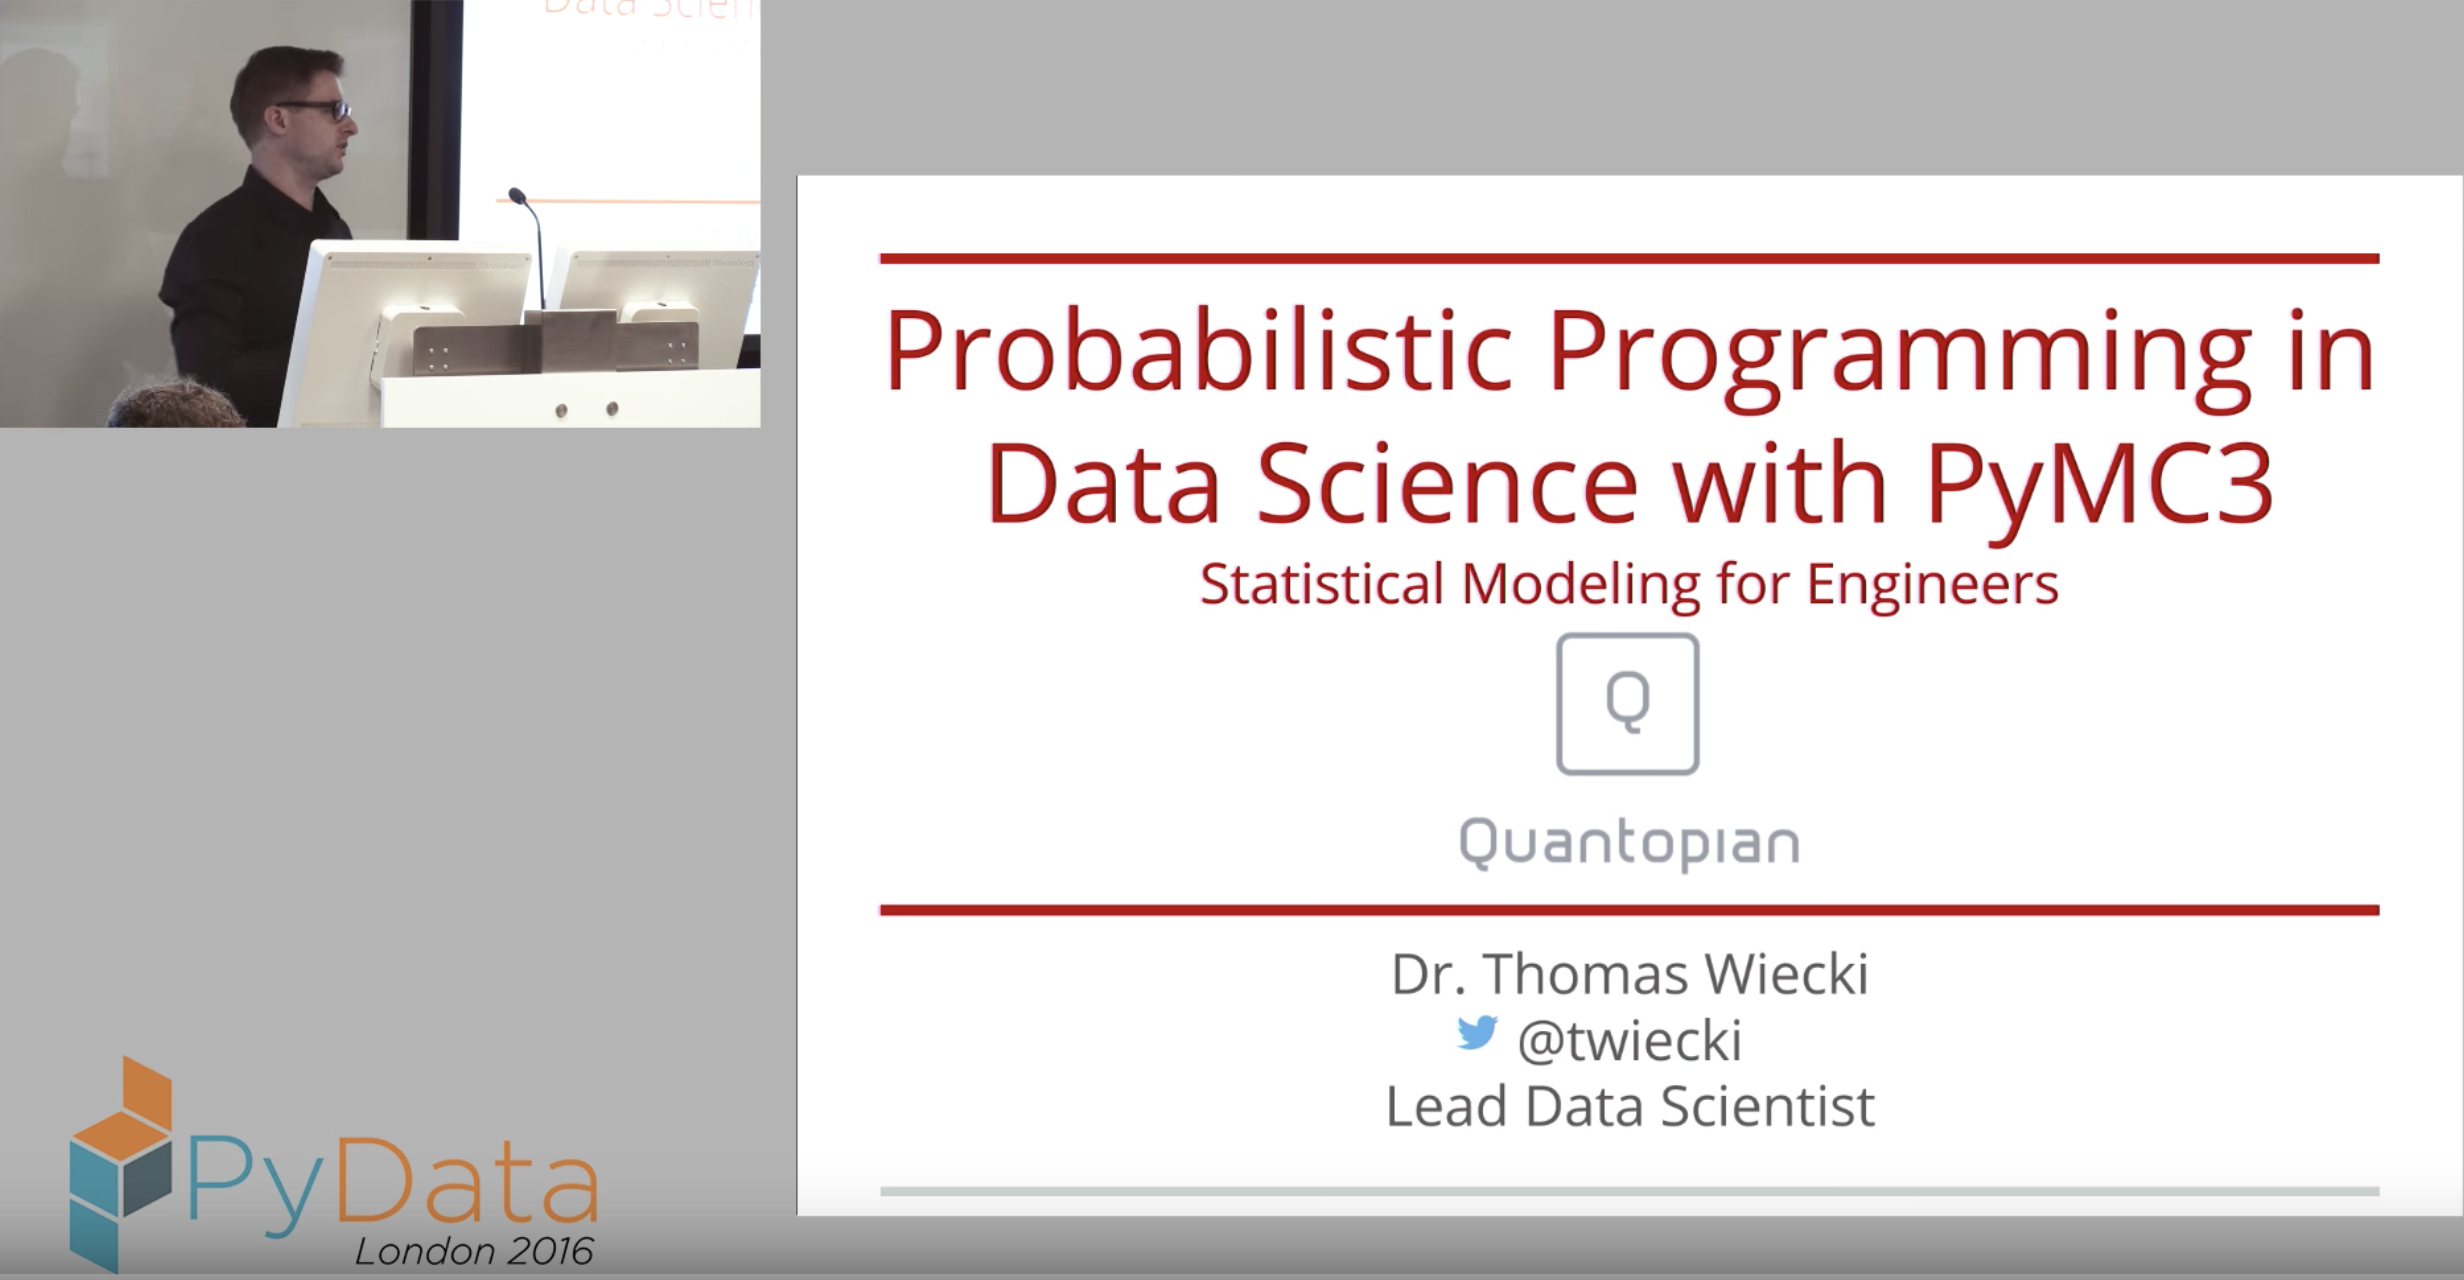 Data Scien
Probabilistic Programming in
Data Science with PyMC3
Statistical Modeling for Engineers
Q
Quantopian
Dr. Thomas Wiecki
@twiecki
Lead Data Scientist
PyData
London 2016